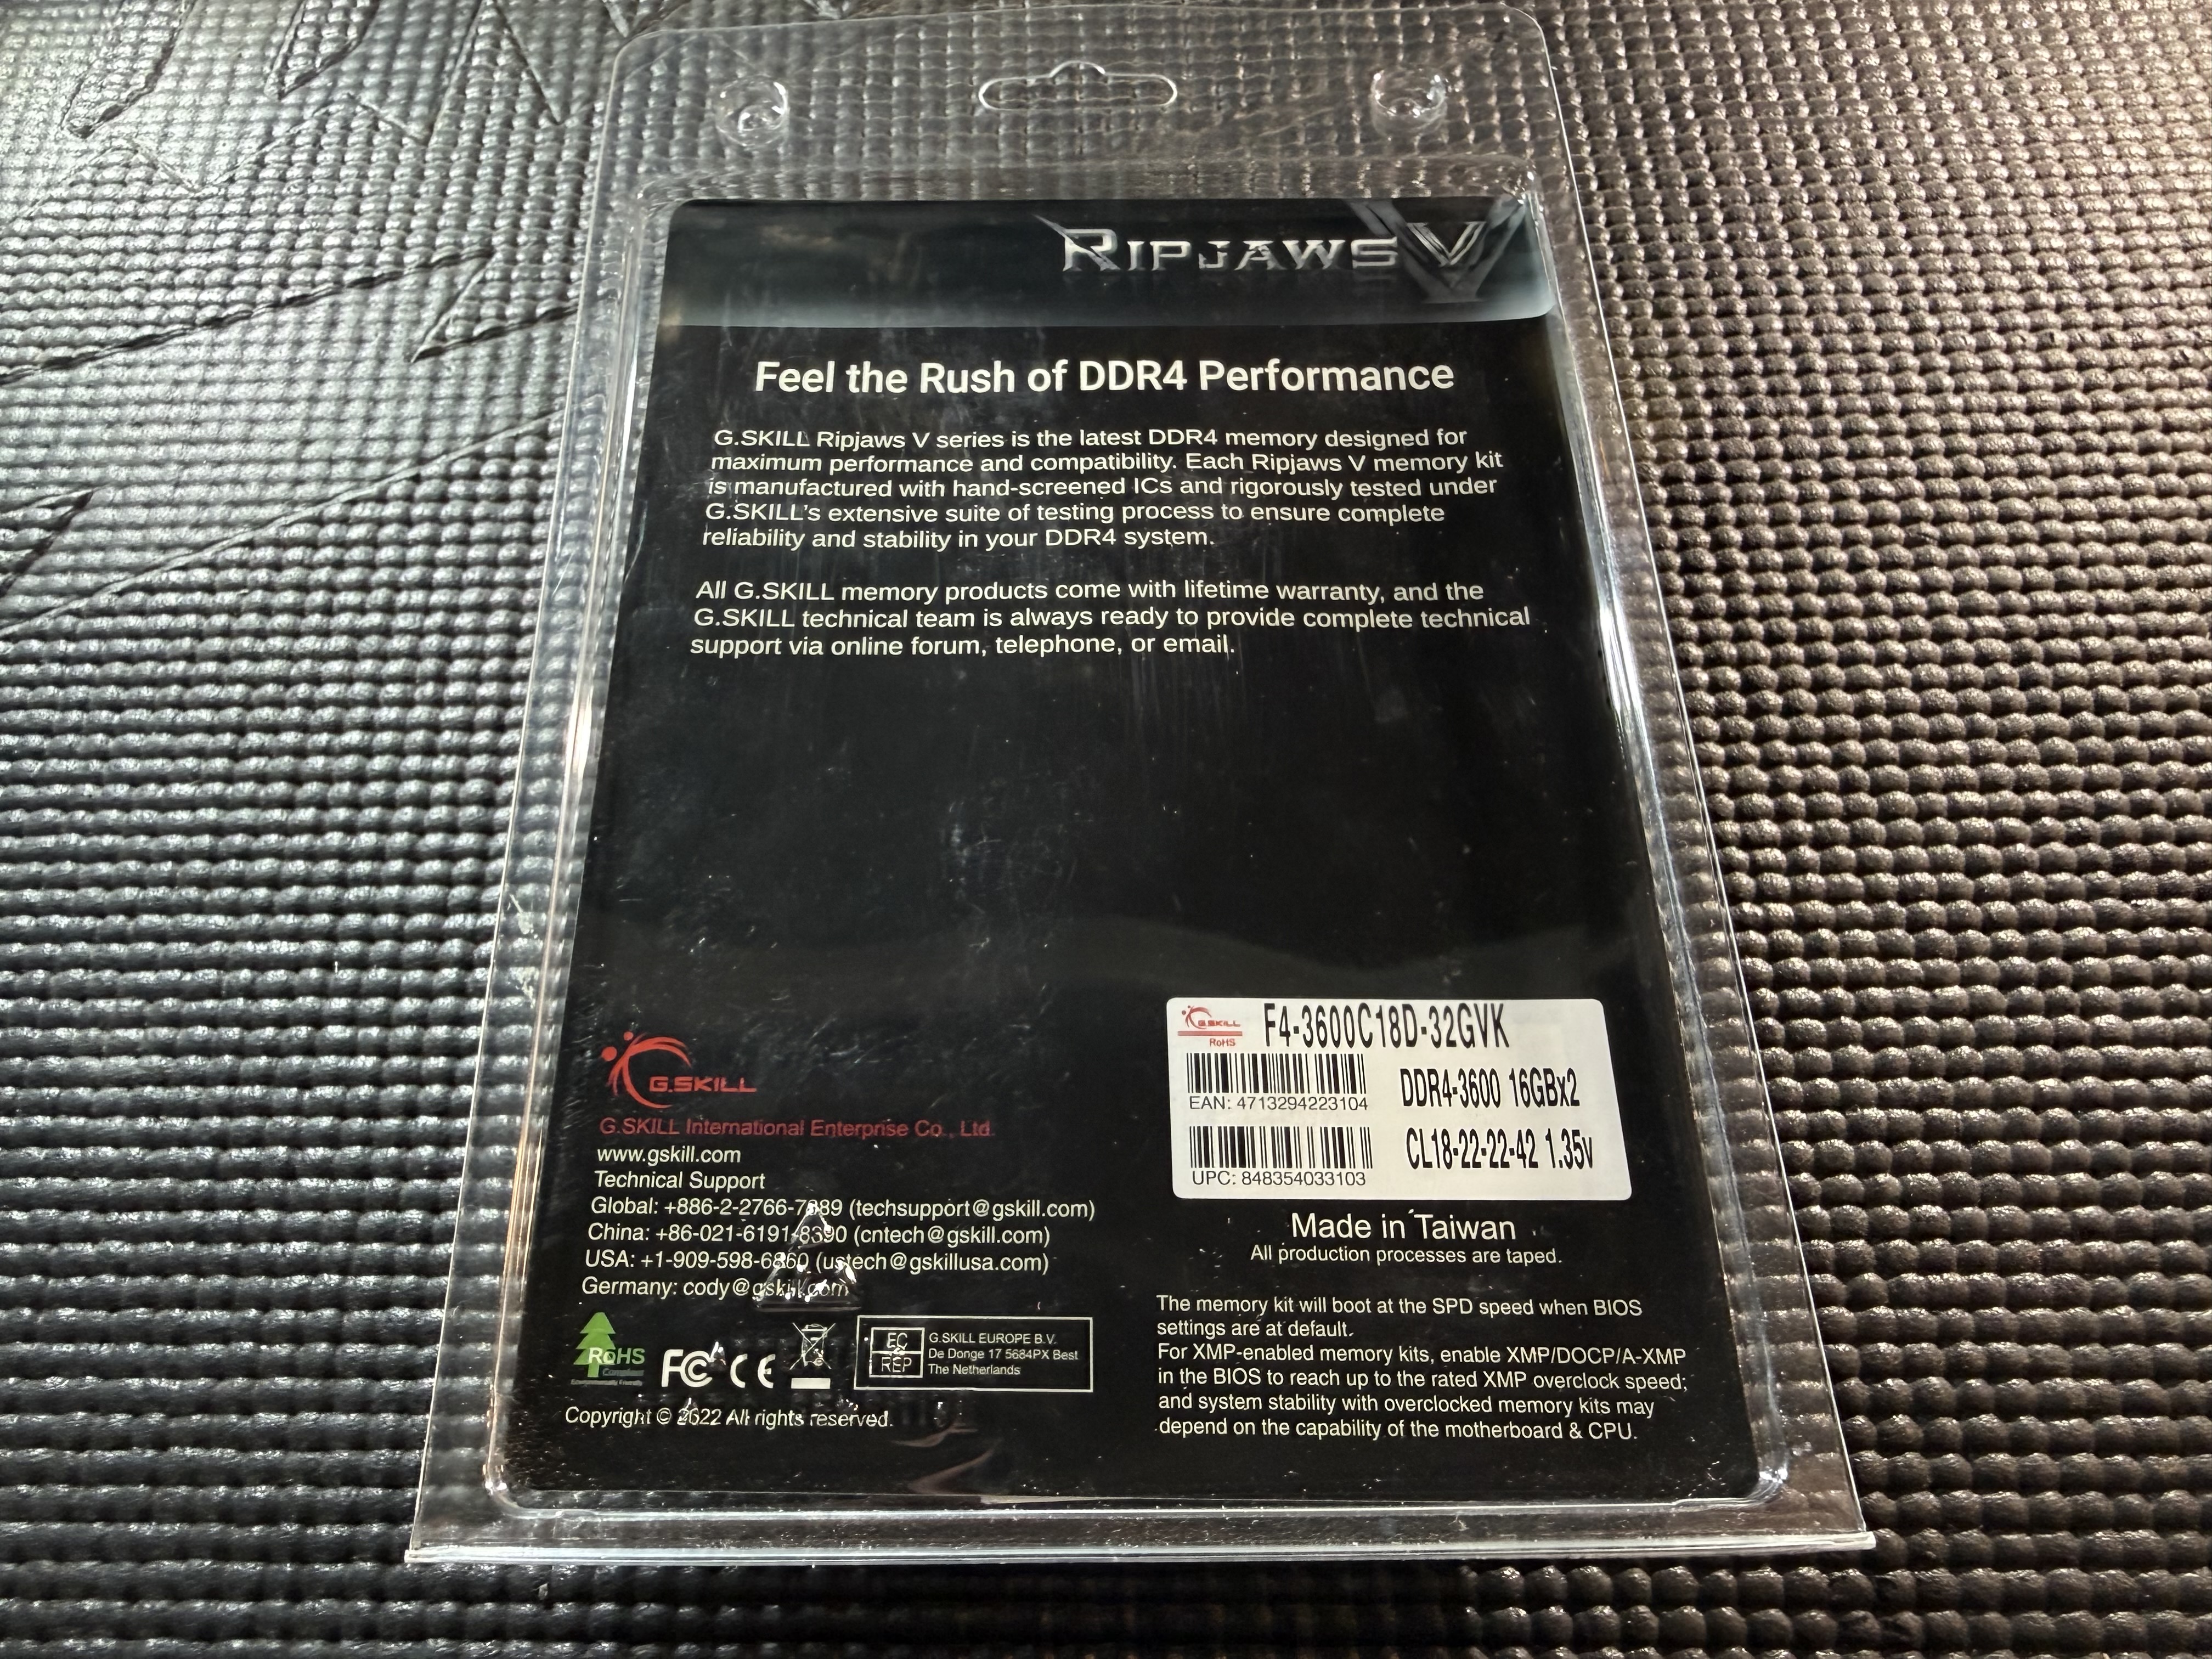 RIPJAWS V
Feel the Rush of DDR4 Performance
G.SKILL Ripjaws V series is the latest DDR4 memory designed for
maximum performance and compatibility. Each Ripjaws V memory kit
is manufactured with hand-screened ICs and rigorously tested under
G.SKILL's extensive suite of testing process to ensure complete
reliability and stability in your DDR4 system.
All G.SKILL memory products come with lifetime warranty, and the
G.SKILL technical team is always ready to provide complete technical
support via online forum, telephone, or email.
G.SKILL
G.SKILL International Enterprise Co., Ltd.
www.gskill.com
Technical Support
Global: (techsupport@gskill.com)
China: +86-021-6191-8390 (cntech@gskill.com)
USA: +1-909-598-6860 (ustech@gskillusa.com)
Germany: cody@gskill.com
RoHS
Compliant
FC CE
EC
REP
G.SKILL EUROPE B.V.
De Donge 17 5684PX Best
The Netherlands
Copyright © 2022 All rights reserved.
G.SKILL
RoHS
F4-3600C18D-32GVK
EAN: 4713294223104
DDR4-3600 16GBx2
UPC: 848354033103
CL18-22-22-42 1.35v
Made in Taiwan
All production processes are taped.
The memory kit will boot at the SPD speed when BIOS
settings are at default.
For XMP-enabled memory kits, enable XMP/DOCP/A-XMP
in the BIOS to reach up to the rated XMP overclock speed;
and system stability with overclocked memory kits may
depend on the capability of the motherboard & CPU.